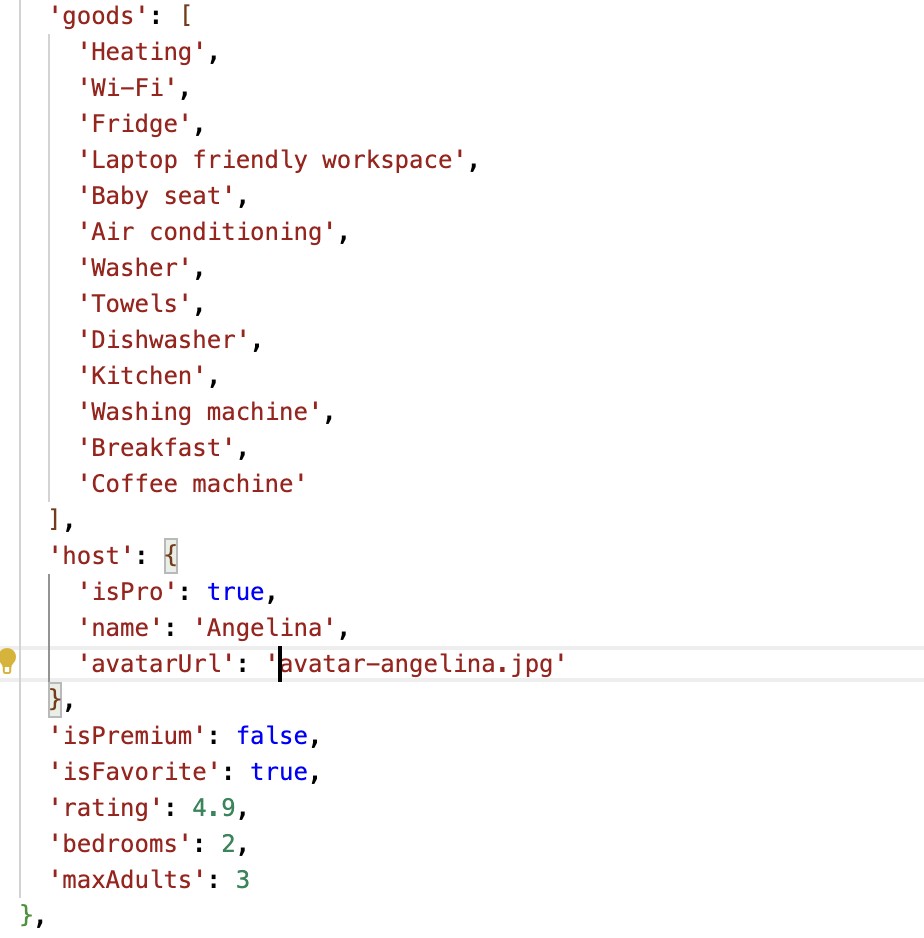 'goods': [
'Heating',
'Wi-Fi',
'Fridge',
'Laptop friendly workspace',
'Baby seat',
'Air conditioning',
'Washer',
'Towels',
'Dishwasher',
'Kitchen',
'Washing machine',
'Breakfast',
'Coffee machine'
],
'host': {
'isPro': true,
'name': 'Angelina',
'avatarUrl': 'avatar-angelina.jpg'
},
'isPremium': false,
'isFavorite': true,
'rating': 4.9,
'bedrooms': 2,
'maxAdults': 3
},